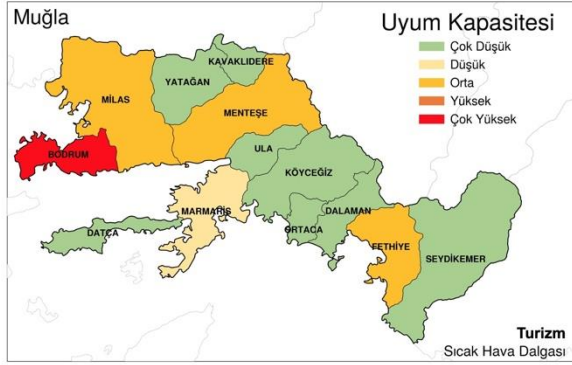 Muğla
Uyum Kapasitesi
Çok Düşük
Düşük
Orta
Yüksek
Çok Yüksek
KAVAKLIDERE
YATAĞAN
MİLAS
MENTEŞE
BODRUM
ULA
KÖYCEĞİZ
MARMARİS
DALAMAN
DATÇA
ORTACA
FETHİYE
SEYDİKEMER
Turizm
Sıcak Hava Dalgası